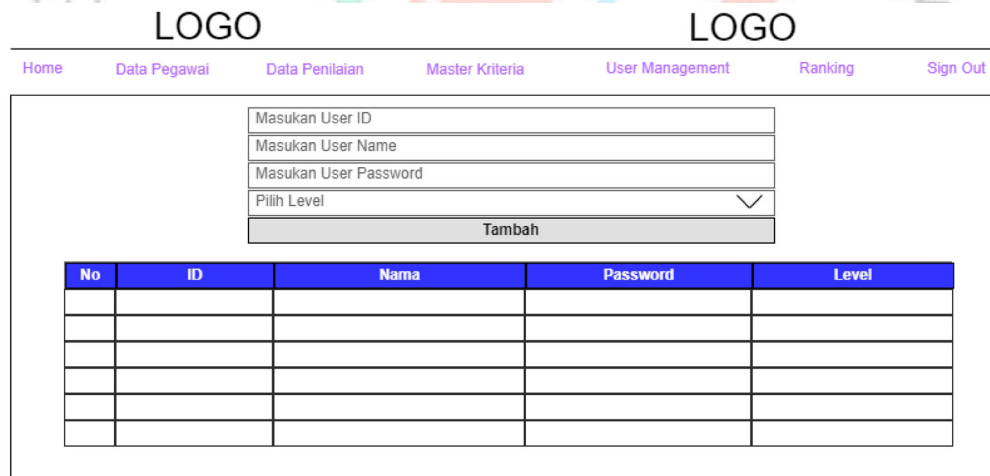 LOGO LOGO
Home Data Pegawai Data Penilaian Master Kriteria User Management Ranking Sign Out
Masukan User ID
Masukan User Name
Masukan User Password
Pilih Level
Tambah
No ID Nama Password Level